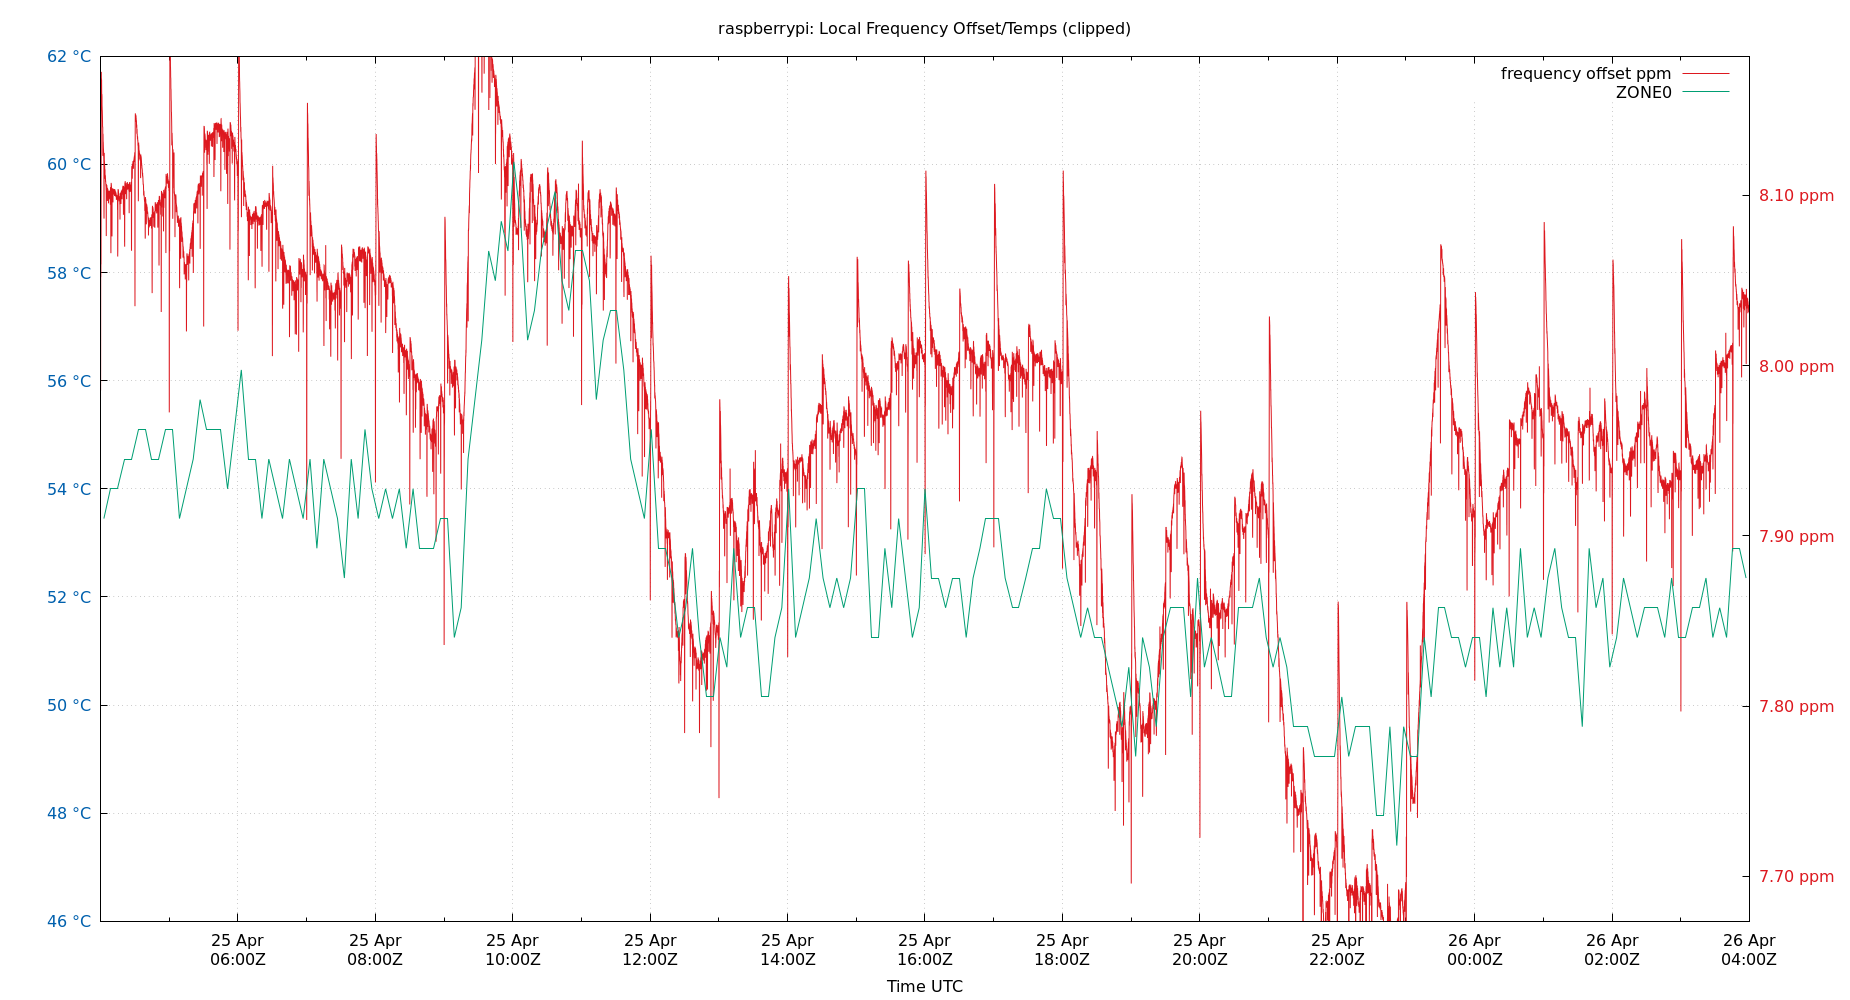 raspberrypi: Local Frequency Offset/Temps (clipped)
62 °C
60 °C
58 °C
56 °C
54 °C
52 °C
50 °C
48 °C
46 °C
frequency offset ppm
ZONE0
8.10 ppm
8.00 ppm
7.90 ppm
7.80 ppm
7.70 ppm
25 Apr
06:00Z
25 Apr
08:00Z
25 Apr
10:00Z
25 Apr
12:00Z
25 Apr
14:00Z
25 Apr
16:00Z
25 Apr
18:00Z
25 Apr
20:00Z
25 Apr
22:00Z
26 Apr
00:00Z
26 Apr
02:00Z
26 Apr
04:00Z
Time UTC